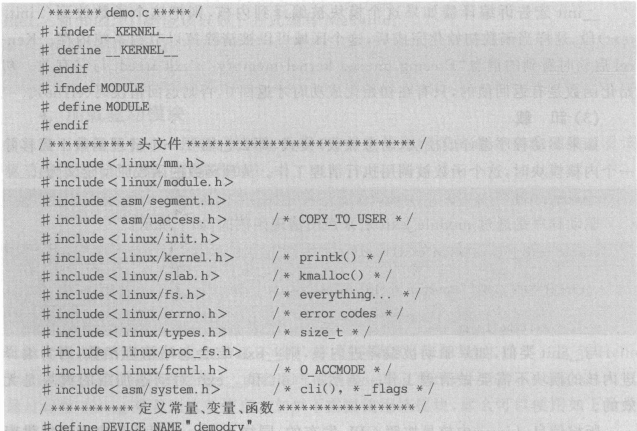 /******* demo.c *****/
# ifndef __KERNEL__
# define __KERNEL__
# endif
# ifndef MODULE
# define MODULE
# endif
/*********** 头文件 **************************/
# include <linux/mm.h>
# include <linux/module.h>
# include <asm/segment.h>
# include <asm/uaccess.h> /* COPY_TO_USER */
# include <linux/init.h>
# include <linux/kernel.h> /* printk() */
# include <linux/slab.h> /* kmalloc() */
# include <linux/fs.h> /* everything... */
# include <linux/errno.h> /* error codes */
# include <linux/types.h> /* size_t */
# include <linux/proc_fs.h>
# include <linux/fcntl.h> /* O_ACCMODE */
# include <asm/system.h> /* cli(), *_flags */
/*********** 定义常量、变量、函数 *****************/
# define DEVICE_NAME "demodrv"